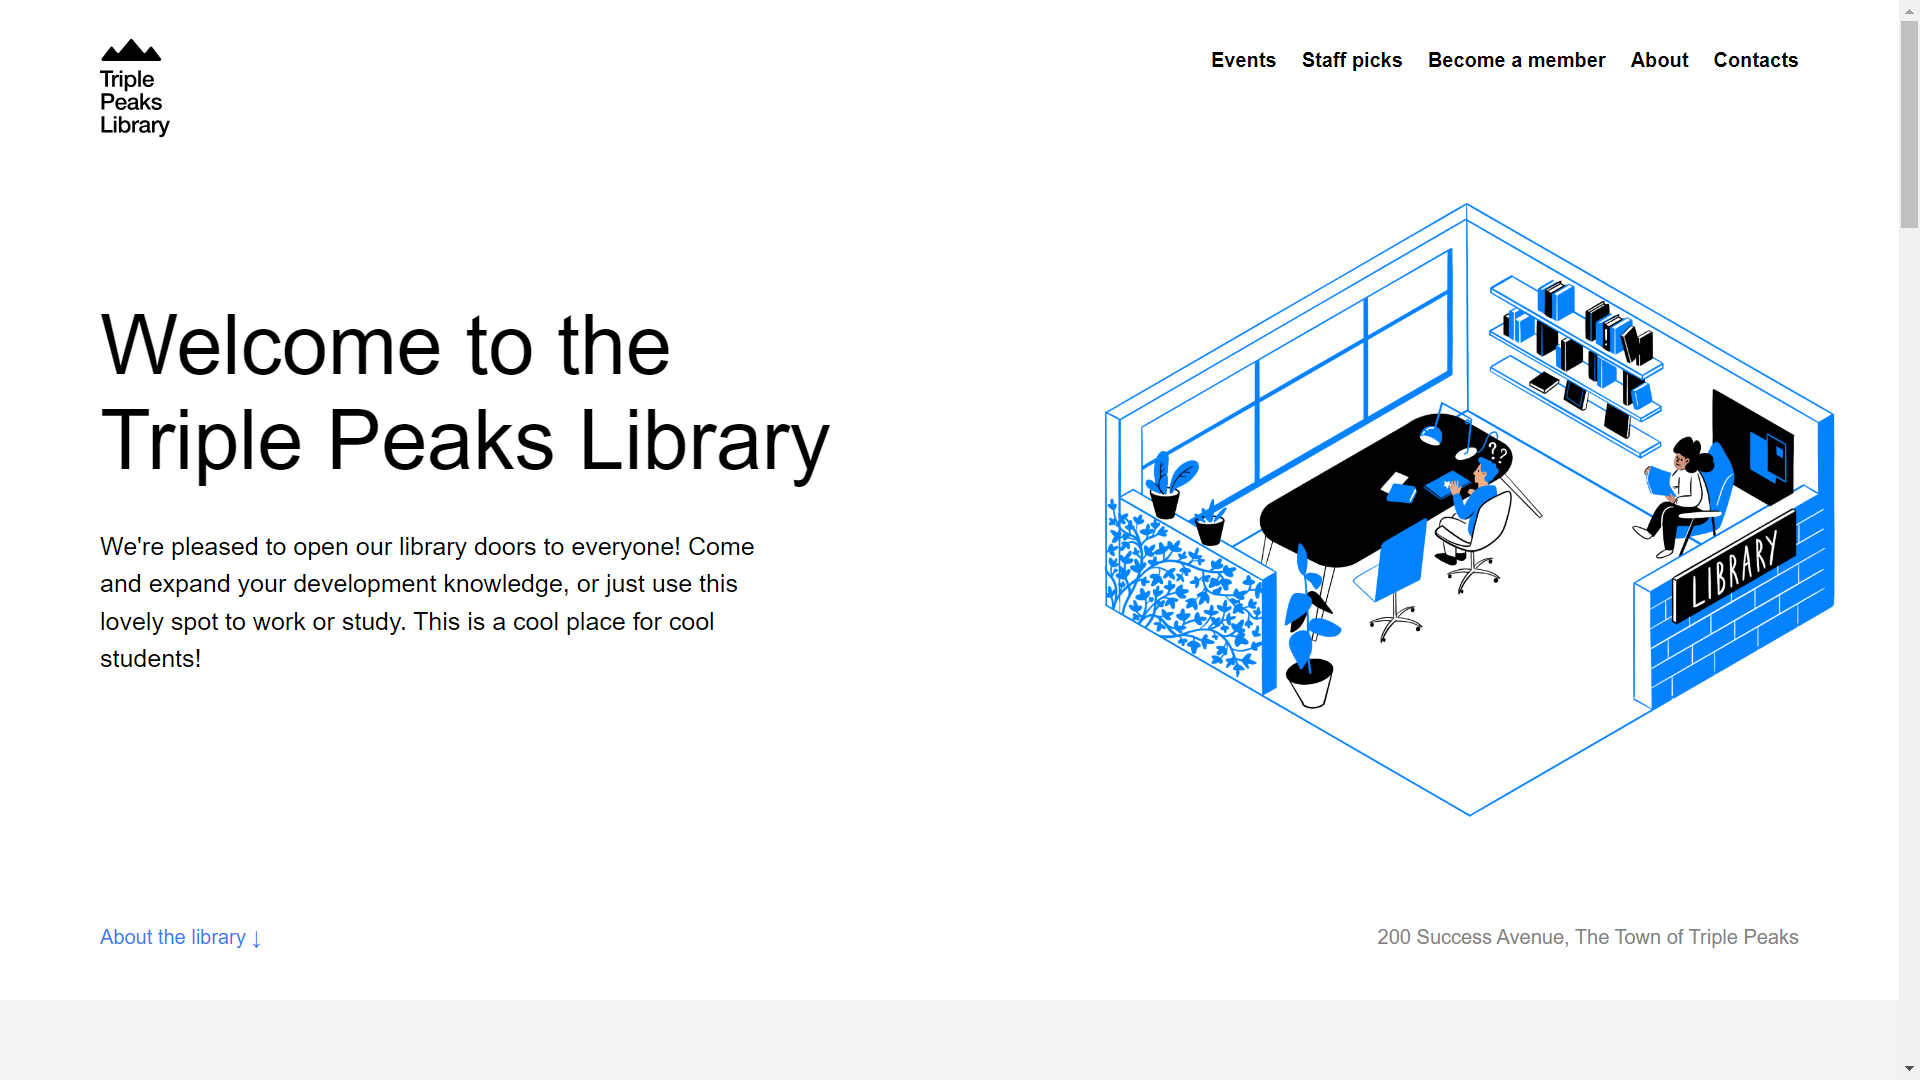 Triple
Peaks
Library
Events Staff picks Become a member About Contacts
Welcome to the
Triple Peaks Library
We're pleased to open our library doors to everyone! Come
and expand your development knowledge, or just use this
lovely spot to work or study. This is a cool place for cool
students!
? ?
LIBRARY
About the library ↓
200 Success Avenue, The Town of Triple Peaks